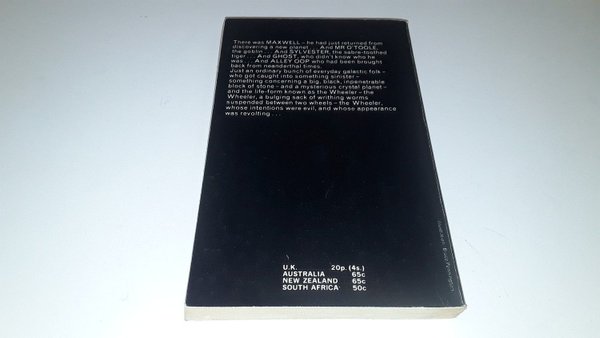 There was MAXWELL – he had just returned from
discovering a new planet . . . And MR O'TOOLE,
the goblin . . . And SYLVESTER, the sabre-toothed
tiger . . . And GHOST, who didn't know who he
was . . . And ALLEY OOP who had been brought
back from neanderthal times.
Just an ordinary bunch of everyday galactic folk –
who got caught into something sinister –
something concerning a big, black, inpenetrable
block of stone – and a mysterious crystal planet –
and the life-form known as the Wheeler – the
Wheeler, a bulging sack of writhing worms
suspended between two wheels – the Wheeler,
whose intentions were evil, and whose appearance
was revolting . . .
U.K. 20p. (4s.)
AUSTRALIA 65c
NEW ZEALAND 65c
SOUTH AFRICA 50c